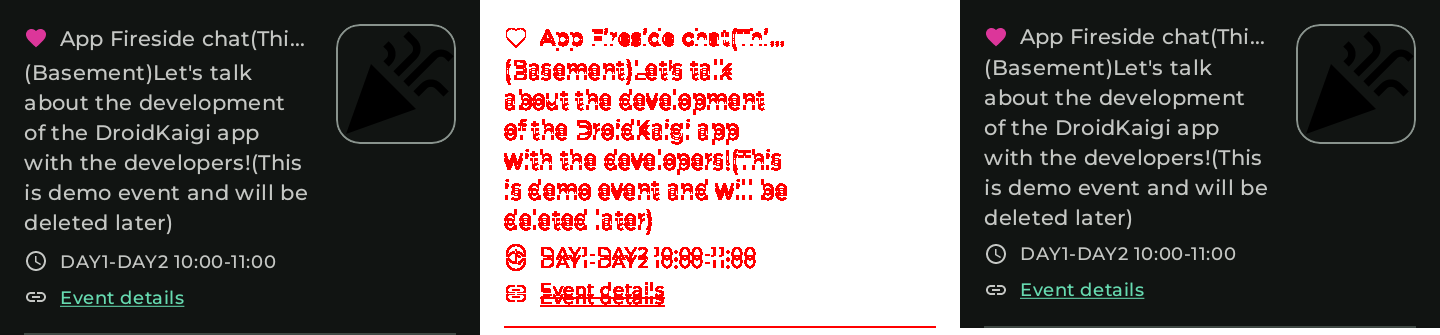 App Fireside chat(Thi...
(Basement)Let's talk
about the development
of the DroidKaigi app
with the developers!(This
is demo event and will be
deleted later)
DAY1-DAY2 10:00-11:00
Event details
App Fireside chat(Thi...
(Basement)Let's talk
about the development
of the DroidKaigi app
with the developers!(This
is demo event and will be
deleted later)
DAY1-DAY2 10:00-11:00
Event details
App Fireside chat(Thi...
(Basement)Let's talk
about the development
of the DroidKaigi app
with the developers!(This
is demo event and will be
deleted later)
DAY1-DAY2 10:00-11:00
Event details